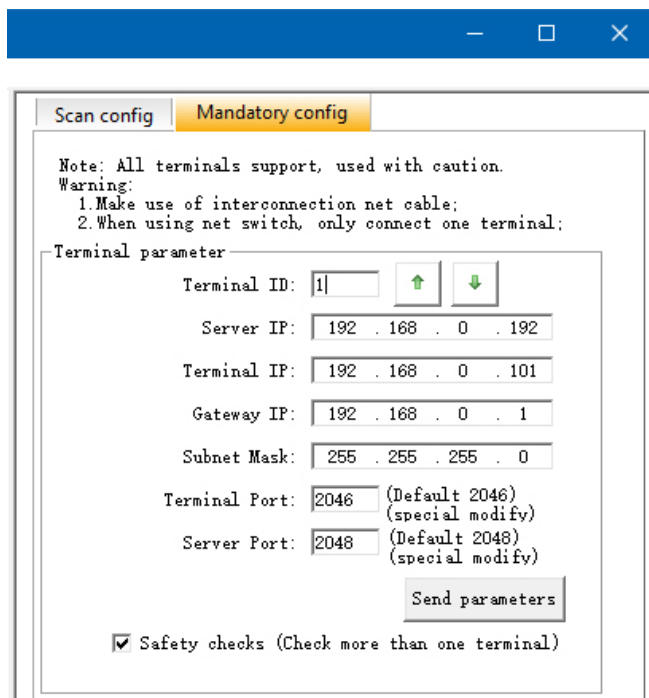 Scan config Mandatory config
Note: All terminals support, used with caution.
Warning:
1.Make use of interconnection net cable;
2.When using net switch, only connect one terminal;
Terminal parameter
Terminal ID: 1
Server IP: 192 . 168 . 0 . 192
Terminal IP: 192 . 168 . 0 . 101
Gateway IP: 192 . 168 . 0 . 1
Subnet Mask: 255 . 255 . 255 . 0
Terminal Port: 2046 (Default 2046)
(special modify)
Server Port: 2048 (Default 2048)
(special modify)
Send parameters
Safety checks (Check more than one terminal)